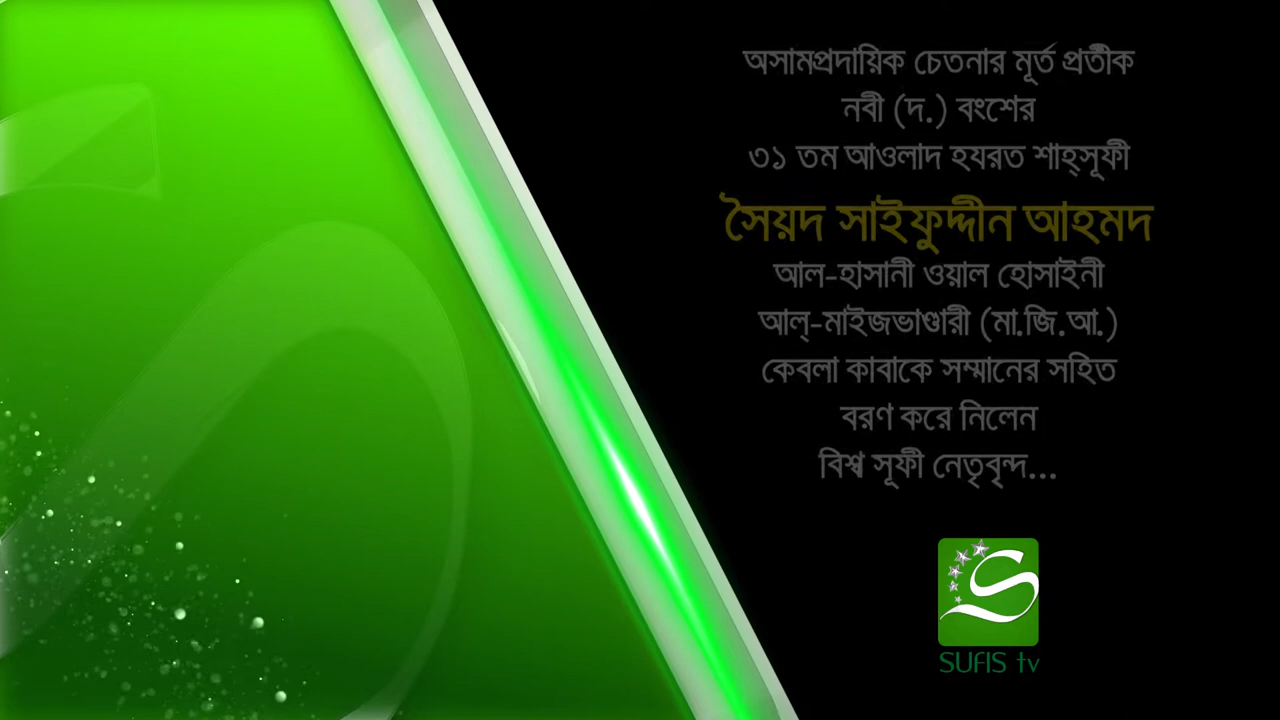 অসামপ্রদায়িক চেতনার মূর্ত প্রতীক
নবী (দ.) বংশের
৩১ তম আওলাদ হযরত শাহ্সূফী
সৈয়দ সাইফুদ্দীন আহমদ
আল-হাসানী ওয়াল হোসাইনী
আল্-মাইজভাণ্ডারী (মা.জি.আ.)
কেবলা কাবাকে সম্মানের সহিত
বরণ করে নিলেন
বিশ্ব সূফী নেতৃবৃন্দ...
SUFIS tv